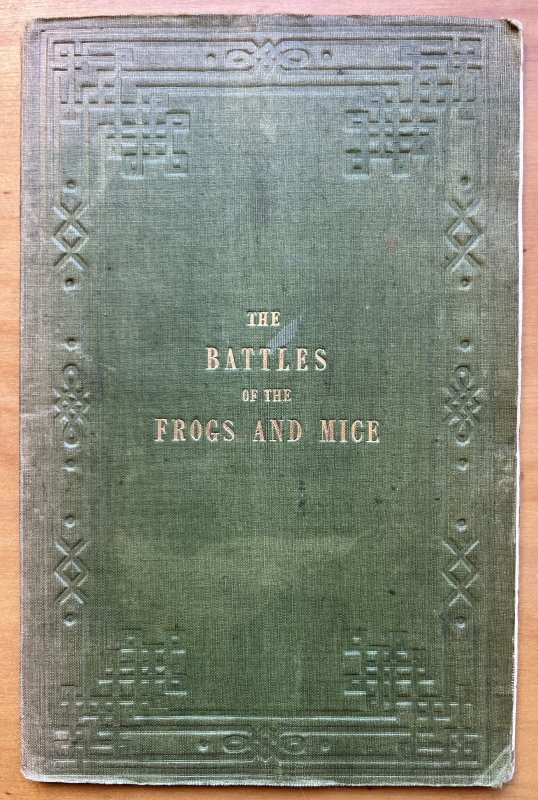 THE
BATTLES
OF THE
FROGS AND MICE